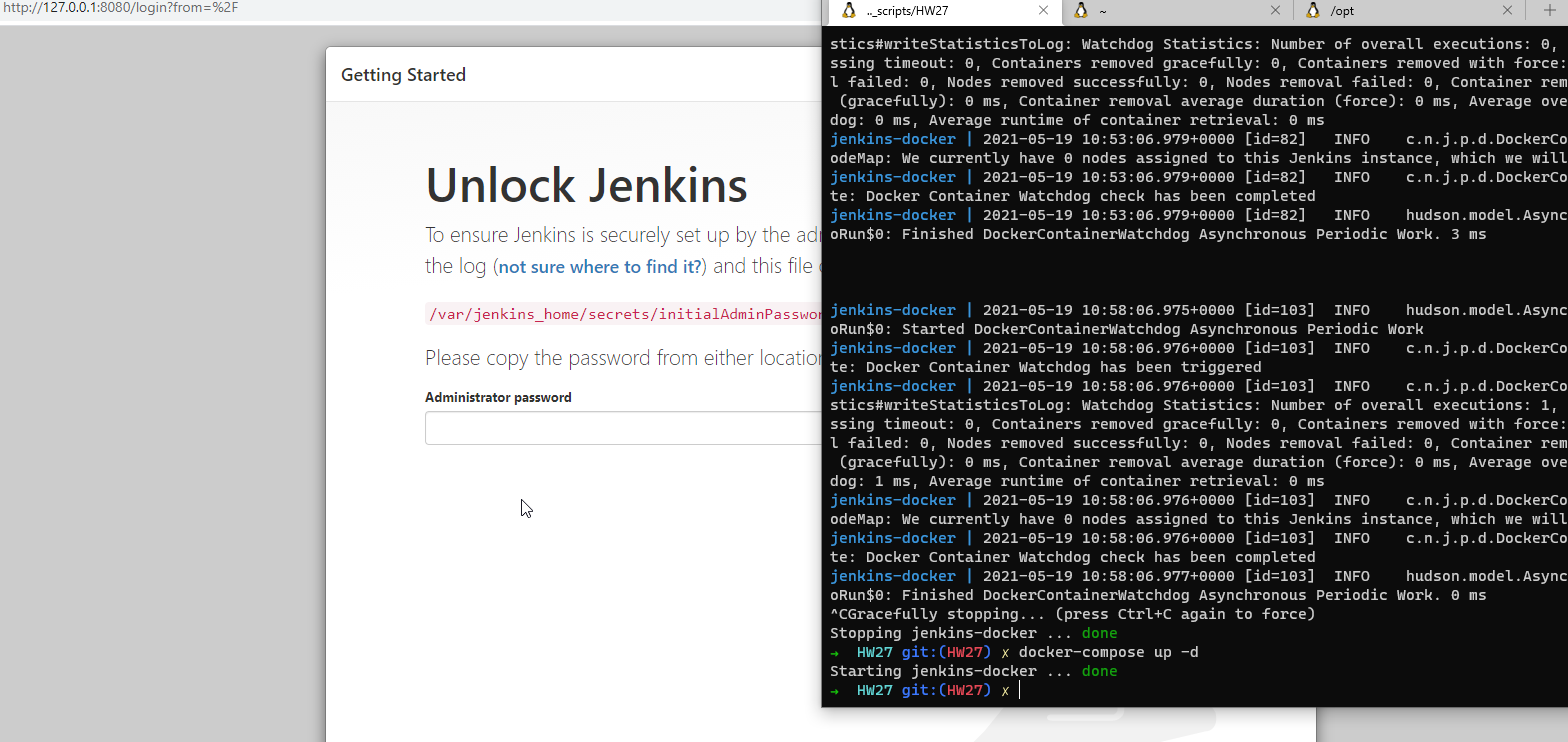 http://127.0.0.1:8080/login?from=%2F
Getting Started
Unlock Jenkins
To ensure Jenkins is securely set up by the
the log (not sure where to find it?) and this file
/var/jenkins_home/secrets/initialAdminPasswor
Please copy the password from either location
Administrator password
.._scripts/HW27
~
/opt
stics#writeStatisticsToLog: Watchdog Statistics: Number of overall executions: 0,
ssing timeout: 0, Containers removed gracefully: 0, Containers removed with force:
l failed: 0, Nodes removed successfully: 0, Nodes removal failed: 0, Container rem
(gracefully): 0 ms, Container removal average duration (force): 0 ms, Average ove
dog: 0 ms, Average runtime of container retrieval: 0 ms
jenkins-docker | 2021-05-19 10:53:06.979+0000 [id=82] INFO c.n.j.p.d.DockerCo
odeMap: We currently have 0 nodes assigned to this Jenkins instance, which we will
jenkins-docker | 2021-05-19 10:53:06.979+0000 [id=82] INFO c.n.j.p.d.DockerCo
te: Docker Container Watchdog check has been completed
jenkins-docker | 2021-05-19 10:53:06.979+0000 [id=82] INFO hudson.model.Async
oRun$0: Finished DockerContainerWatchdog Asynchronous Periodic Work. 3 ms
jenkins-docker | 2021-05-19 10:58:06.975+0000 [id=103] INFO hudson.model.Async
oRun$0: Started DockerContainerWatchdog Asynchronous Periodic Work
jenkins-docker | 2021-05-19 10:58:06.976+0000 [id=103] INFO c.n.j.p.d.DockerCo
te: Docker Container Watchdog has been triggered
jenkins-docker | 2021-05-19 10:58:06.976+0000 [id=103] INFO c.n.j.p.d.DockerCo
stics#writeStatisticsToLog: Watchdog Statistics: Number of overall executions: 1,
ssing timeout: 0, Containers removed gracefully: 0, Containers removed with force:
l failed: 0, Nodes removed successfully: 0, Nodes removal failed: 0, Container rem
(gracefully): 0 ms, Container removal average duration (force): 0 ms, Average ove
dog: 1 ms, Average runtime of container retrieval: 0 ms
jenkins-docker | 2021-05-19 10:58:06.976+0000 [id=103] INFO c.n.j.p.d.DockerCo
odeMap: We currently have 0 nodes assigned to this Jenkins instance, which we will
jenkins-docker | 2021-05-19 10:58:06.976+0000 [id=103] INFO c.n.j.p.d.DockerCo
te: Docker Container Watchdog check has been completed
jenkins-docker | 2021-05-19 10:58:06.977+0000 [id=103] INFO hudson.model.Async
oRun$0: Finished DockerContainerWatchdog Asynchronous Periodic Work. 0 ms
^CGracefully stopping... (press Ctrl+C again to force)
Stopping jenkins-docker ... done
→ HW27 git:(HW27) ✗ docker-compose up -d
Starting jenkins-docker ... done
→ HW27 git:(HW27) ✗